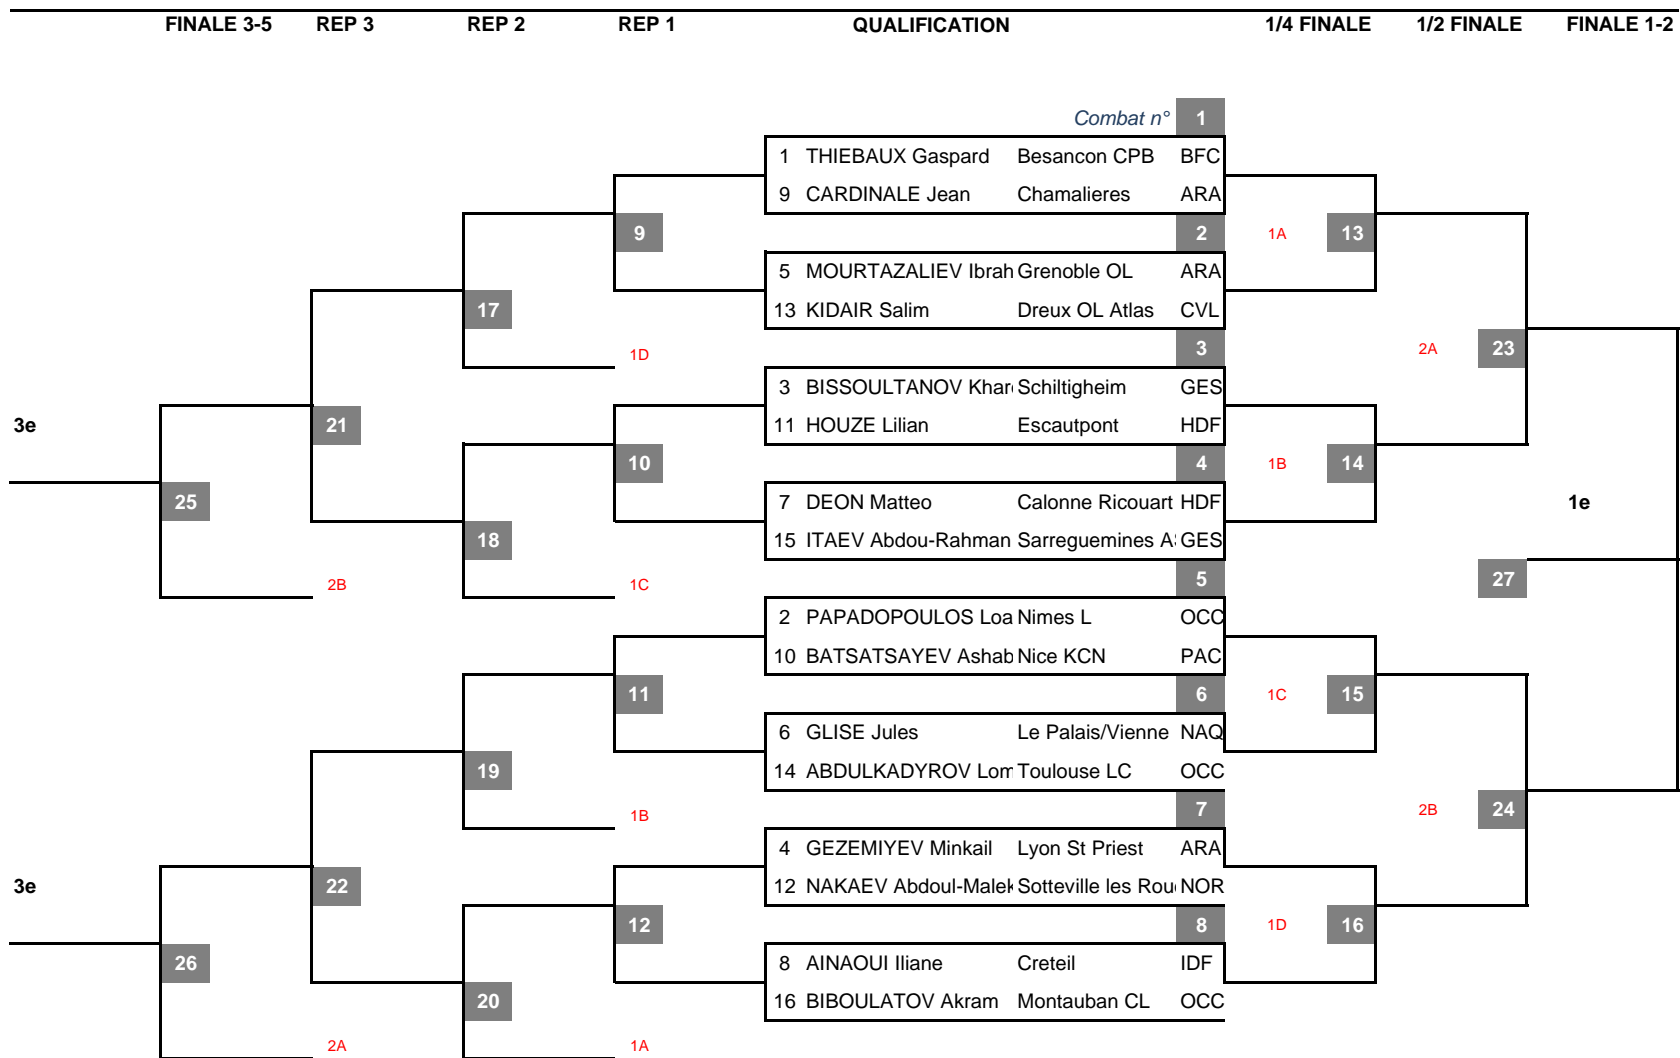 FINALE 3-5 REP 3 REP 2 REP 1 QUALIFICATION 1/4 FINALE 1/2 FINALE FINALE 1-2
Combat n° 1
1 THIEBAUX Gaspard Besancon CPB BFC
9 CARDINALE Jean Chamalieres ARA
9 2 1A 13
5 MOURTAZALIEV Ibrah Grenoble OL ARA
17 13 KIDAIR Salim Dreux OL Atlas CVL
1D 3 2A 23
3 BISSOULTANOV Khar Schiltigheim GES
3e 21 11 HOUZE Lilian Escautpont HDF
10 4 1B 14
25 7 DEON Matteo Calonne Ricouart HDF 1e
18 15 ITAEV Abdou-Rahman Sarreguemines A GES
2B 1C 5 27
2 PAPADOPOULOS Loa Nimes L OCC
10 BATSATSAYEV Ashab Nice KCN PAC
11 6 1C 15
6 GLISE Jules Le Palais/Vienne NAQ
19 14 ABDULKADYROV Lom Toulouse LC OCC
1B 7 2B 24
4 GEZEMIYEV Minkail Lyon St Priest ARA
3e 22 12 NAKAEV Abdoul-Malek Sotteville les Rou NOR
12 8 1D 16
26 8 AINAOUI Iliane Creteil IDF
20 16 BIBOULATOV Akram Montauban CL OCC
2A 1A